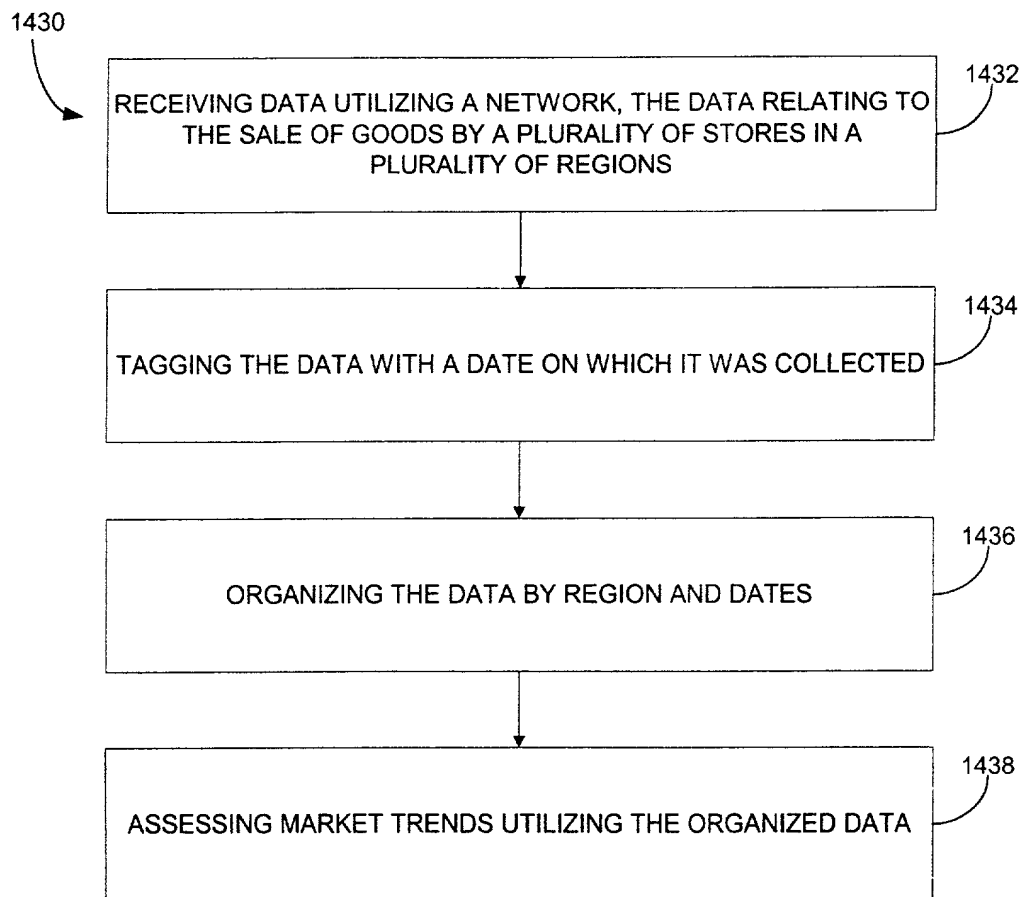 1430
1432
RECEIVING DATA UTILIZING A NETWORK, THE DATA RELATING TO
THE SALE OF GOODS BY A PLURALITY OF STORES IN A
PLURALITY OF REGIONS
1434
TAGGING THE DATA WITH A DATE ON WHICH IT WAS COLLECTED
1436
ORGANIZING THE DATA BY REGION AND DATES
1438
ASSESSING MARKET TRENDS UTILIZING THE ORGANIZED DATA